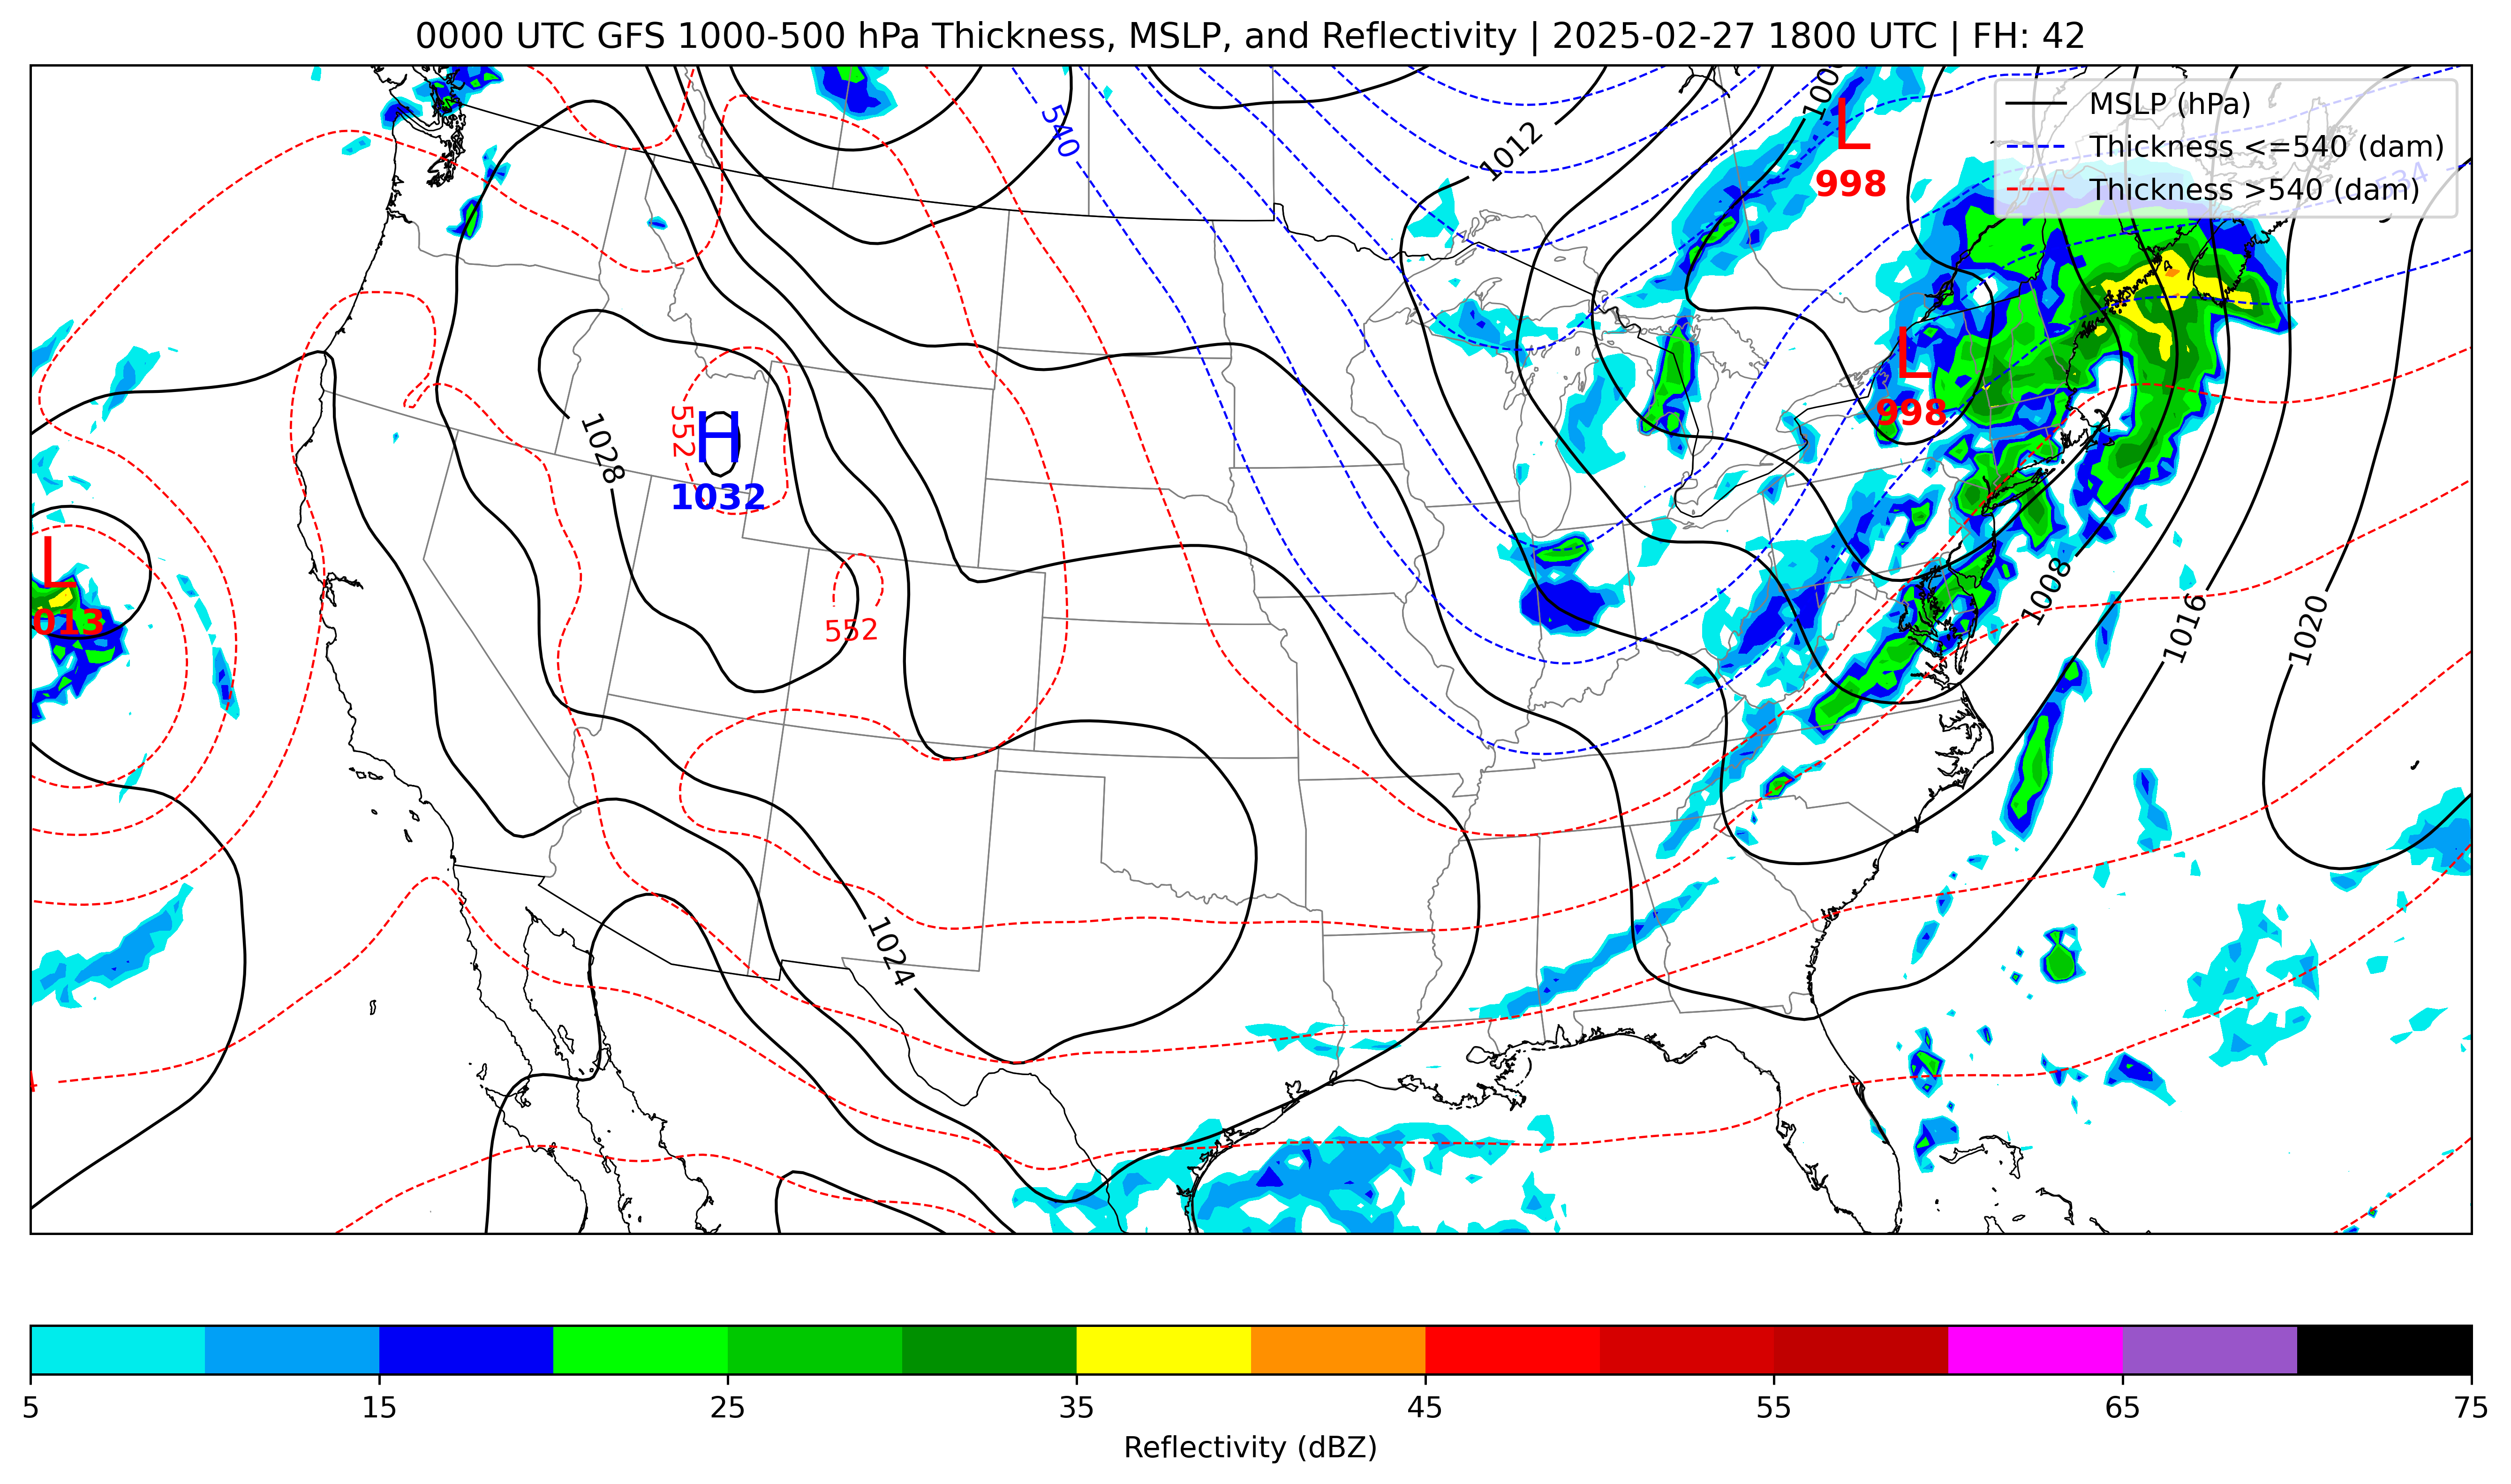 0000 UTC GFS 1000-500 hPa Thickness, MSLP, and Reflectivity | 2025-02-27 1800 UTC | FH: 42
MSLP (hPa)
Thickness <=540 (dam)
Thickness >540 (dam)
540
1012
L
998
534
L
998
552
H
1032
1028
L
013
552
1008
1016
1020
1024
5 15 25 35 45 55 65 75
Reflectivity (dBZ)